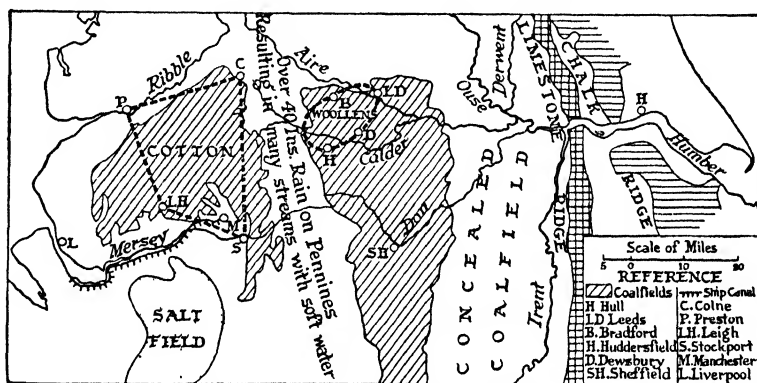 Ribble
Aire
Ouse
Derwent
LIMESTONE
RIDGE
CHALK
RIDGE
H
Humber
C
P
B
LD
WOOLLENS
D
H
Calder
COTTON
Resulting in many streams with soft water
Over 40 Ins. Rain on Pennines
LH
M
S
L
Mersey
Don
SH
CONCEALED
COALFIELD
Trent
SALT
FIELD
Scale of Miles
5 0 10 20
REFERENCE
Coalfields Ship Canal
H Hull C. Colne
LD Leeds P. Preston
B. Bradford LH. Leigh
H. Huddersfield S. Stockport
D. Dewsbury M. Manchester
SH. Sheffield L. Liverpool